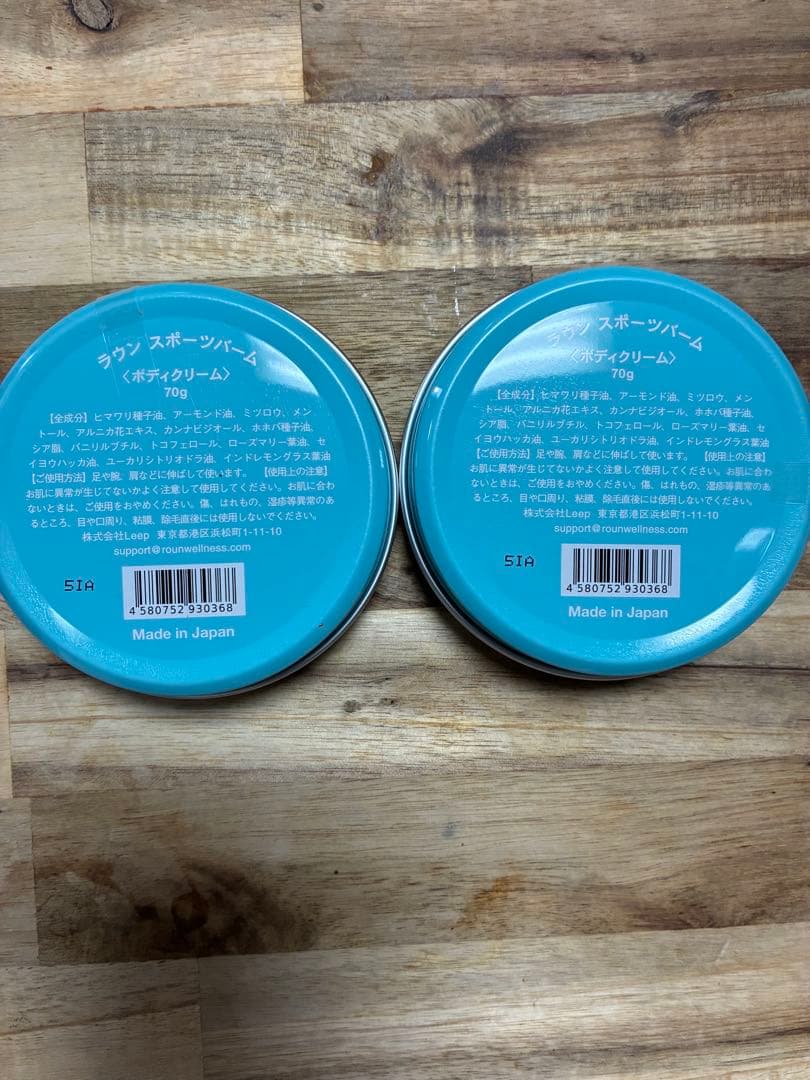 ラウン スポーツバーム
〈ボディクリーム〉
70g
【全成分】ヒマワリ種子油、アーモンド油、ミツロウ、メン
トール、アルニカ花エキス、カンナビジオール、ホホバ種子油、
シア脂、バニリルブチル、トコフェロール、ローズマリー葉油、セ
イヨウハッカ油、ユーカリシトリオドラ油、インドレモングラス葉油
【ご使用方法】足や腕、肩などに伸ばして使います。 【使用上の注意】
お肌に異常が生じてないかよく注意して使用してください。お肌に合わ
ないときは、ご使用をおやめください。傷、はれもの、湿疹等異常のあ
るところ、目や口周り、粘膜、除毛直後には使用しないでください。
株式会社Leep 東京都港区浜松町1-11-10
support@rounwellness.com
5IA
4 580752 930368
Made in Japan
ラウン スポーツバーム
〈ボディクリーム〉
70g
【全成分】ヒマワリ種子油、アーモンド油、ミツロウ、メン
トール、アルニカ花エキス、カンナビジオール、ホホバ種子油、
シア脂、バニリルブチル、トコフェロール、ローズマリー葉油、セ
イヨウハッカ油、ユーカリシトリオドラ油、インドレモングラス葉油
【ご使用方法】足や腕、肩などに伸ばして使います。 【使用上の注意】
お肌に異常が生じてないかよく注意して使用してください。お肌に合わ
ないときは、ご使用をおやめください。傷、はれもの、湿疹等異常のあ
るところ、目や口周り、粘膜、除毛直後には使用しないでください。
株式会社Leep 東京都港区浜松町1-11-10
support@rounwellness.com
5IA
4 580752 930368
Made in Japan